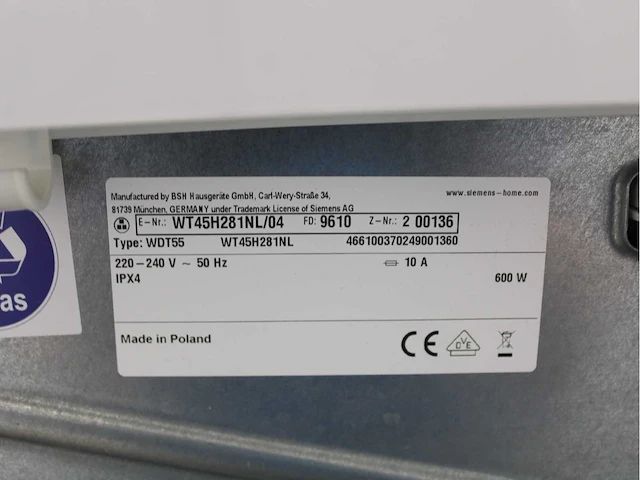 Manufactured by BSH Hausgeräte GmbH, Carl-Wery-Straße 34,
www.siemens-home.com
81739 München, GERMANY under Trademark License of Siemens AG
E-Nr.: WT45H281NL/04 FD: 9610 Z-Nr.: 2 00136
Type: WDT55 WT45H281NL 466100370249001360
220-240 V ~ 50 Hz 10 A
IPX4 600 W
Made in Poland
CE DVE
as